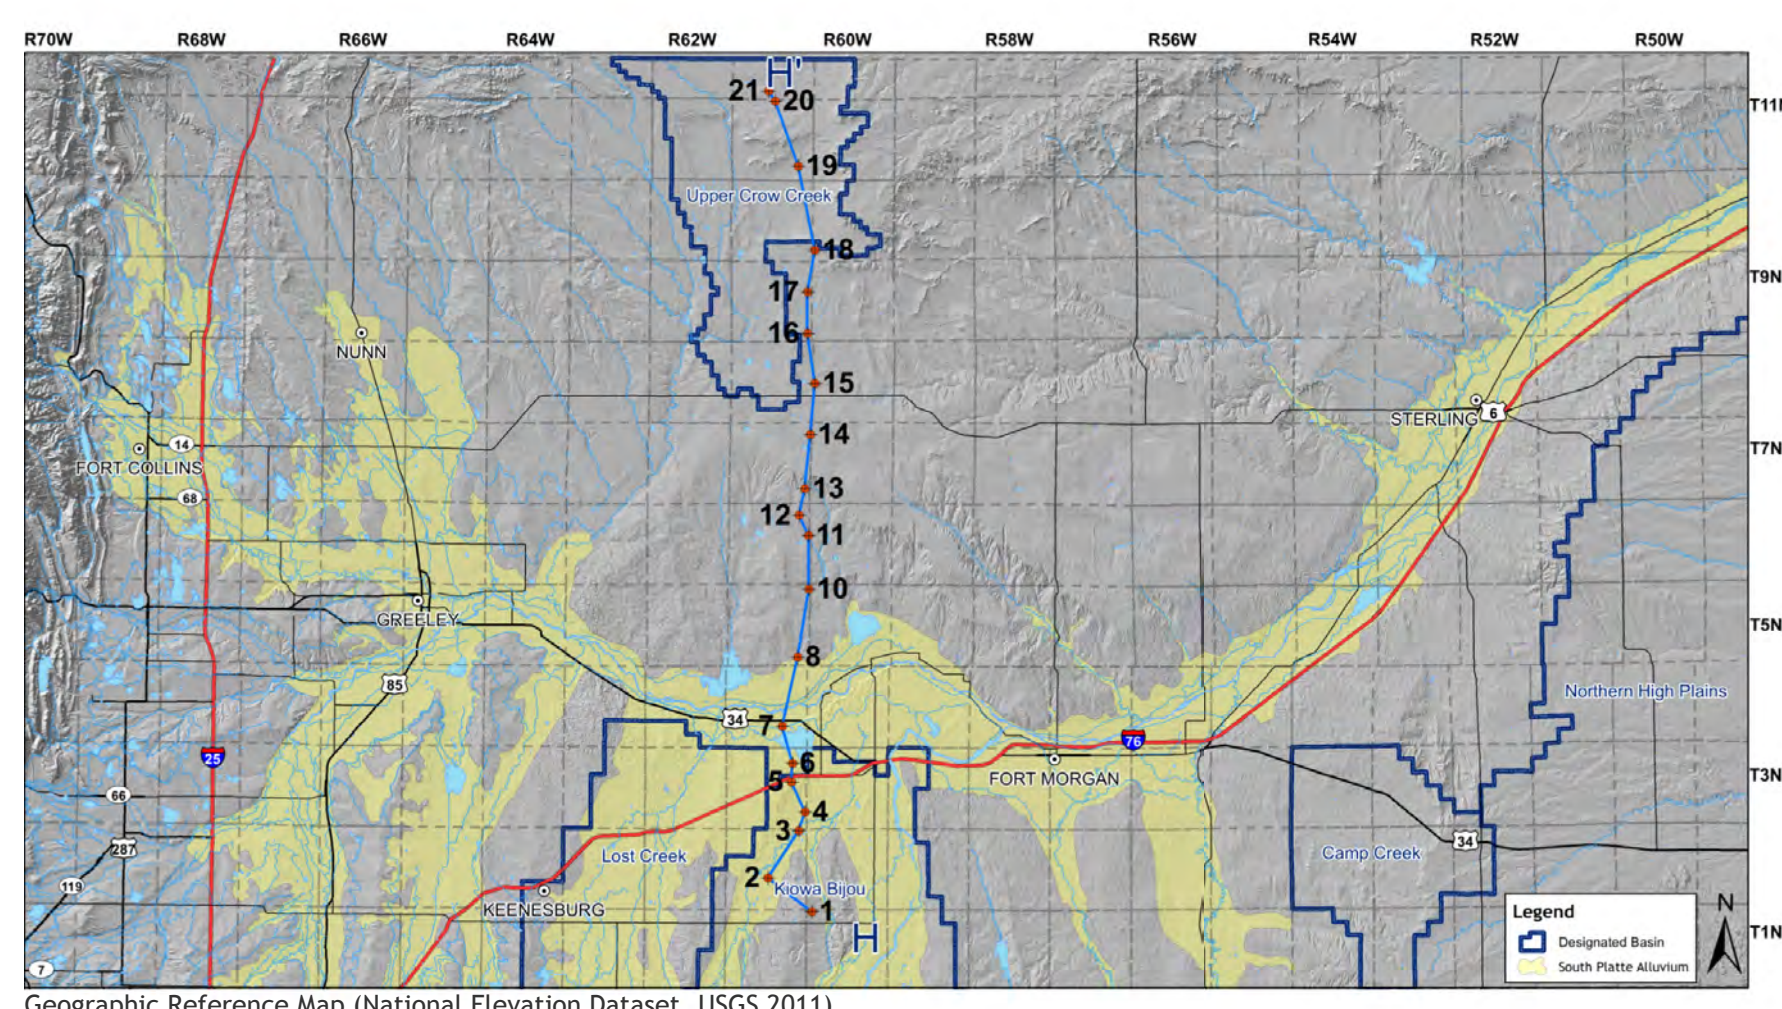 R70W R68W R66W R64W R62W R60W R58W R56W R54W R52W R50W
H'
21 20
T11
19
Upper Crow Creek
18
T9N
17
16
NUNN
15
STERLING 6
14 14
T7N
FORT COLLINS
68 13
12
11
10
GREELEY
T5N
8
85
Northern High Plains
34 7
76
25
6
FORT MORGAN
T3N
5
66
4
3
34
287
Lost Creek
Camp Creek
2
119
Kiowa Bijou
KEENESBURG 1
H
T1N
7
Legend
Designated Basin
South Platte Alluvium
N
Geographic Reference Map (National Elevation Dataset, USGS 2011)